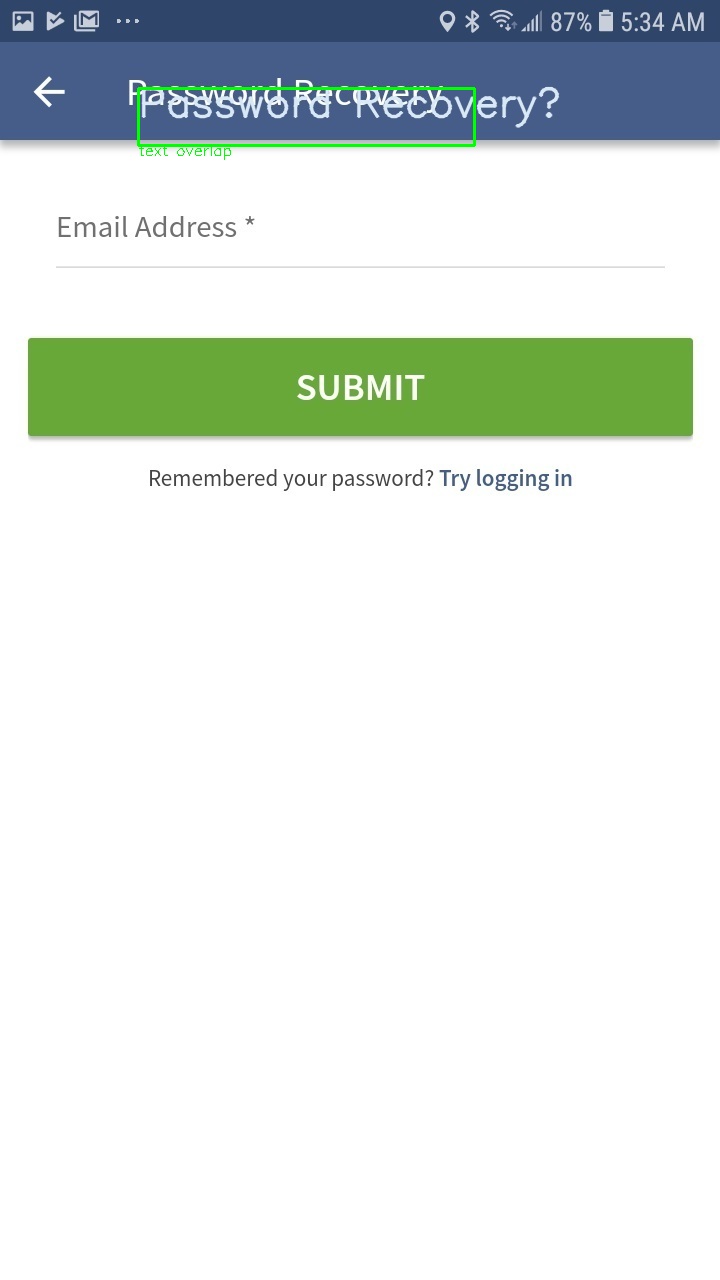 87% 5:34 AM
Password Recovery
Password Recovery?
text overlap
Email Address *
SUBMIT
Remembered your password? Try logging in